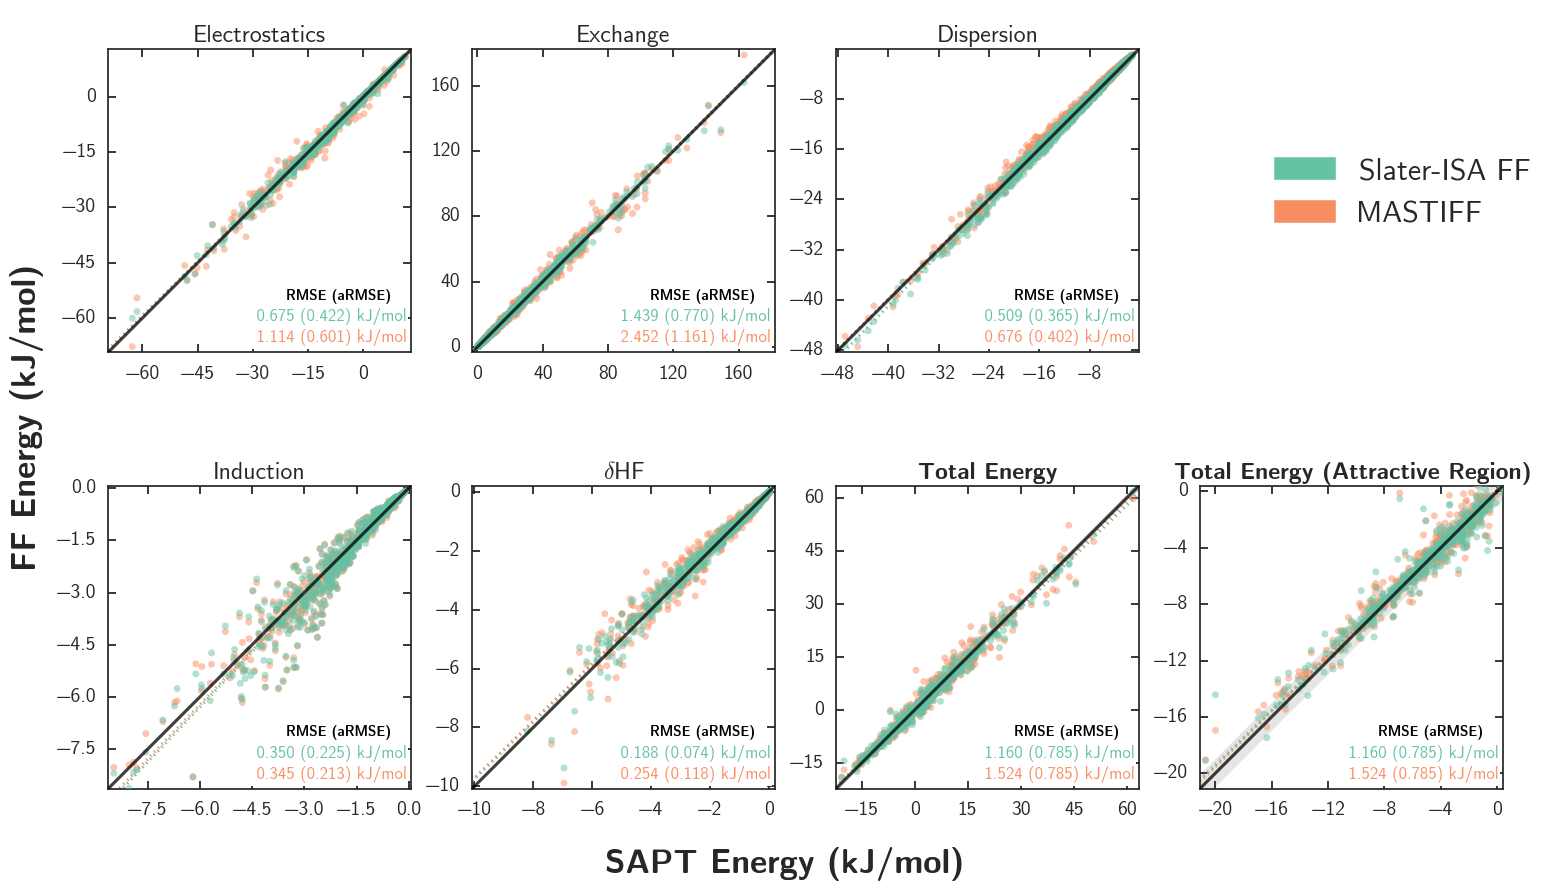 Electrostatics
0
−15
−30
−45
−60
−60 −45 −30 −15 0
RMSE (aRMSE)
0.675 (0.422) kJ/mol
1.114 (0.601) kJ/mol
Exchange
160
120
80
40
0
0 40 80 120 160
RMSE (aRMSE)
1.439 (0.770) kJ/mol
2.452 (1.161) kJ/mol
Dispersion
−8
−16
−24
−32
−40
−48
−48 −40 −32 −24 −16 −8
RMSE (aRMSE)
0.509 (0.365) kJ/mol
0.676 (0.402) kJ/mol
Slater-ISA FF
MASTIFF
FF Energy (kJ/mol)
Induction
0.0
−1.5
−3.0
−4.5
−6.0
−7.5
−7.5 −6.0 −4.5 −3.0 −1.5 0.0
RMSE (aRMSE)
0.350 (0.225) kJ/mol
0.345 (0.213) kJ/mol
δHF
0
−2
−4
−6
−8
−10
−10 −8 −6 −4 −2 0
RMSE (aRMSE)
0.188 (0.074) kJ/mol
0.254 (0.118) kJ/mol
Total Energy
60
45
30
15
0
−15
−15 0 15 30 45 60
RMSE (aRMSE)
1.160 (0.785) kJ/mol
1.524 (0.785) kJ/mol
Total Energy (Attractive Region)
0
−4
−8
−12
−16
−20
−20 −16 −12 −8 −4 0
RMSE (aRMSE)
1.160 (0.785) kJ/mol
1.524 (0.785) kJ/mol
SAPT Energy (kJ/mol)